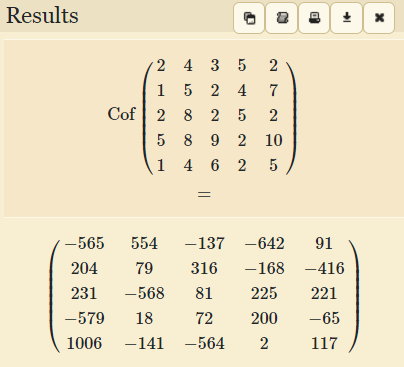 Results
2 4 3 5 2
1 5 2 4 7
Cof 2 8 2 5 2
5 8 9 2 10
1 4 6 2 5
=
−565 554 −137 −642 91
204 79 316 −168 −416
231 −568 81 225 221
−579 18 72 200 −65
1006 −141 −564 2 117